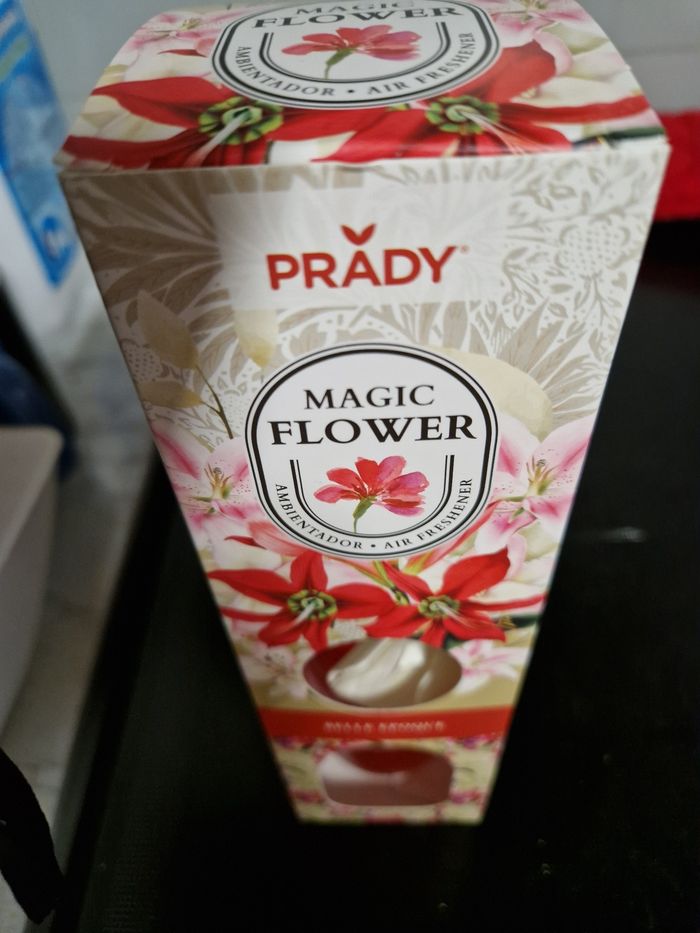 MAGIC
FLOWER
AMBIENTADOR • AIR FRESHENER
PRADY®
MAGIC
FLOWER
AMBIENTADOR • AIR FRESHENER